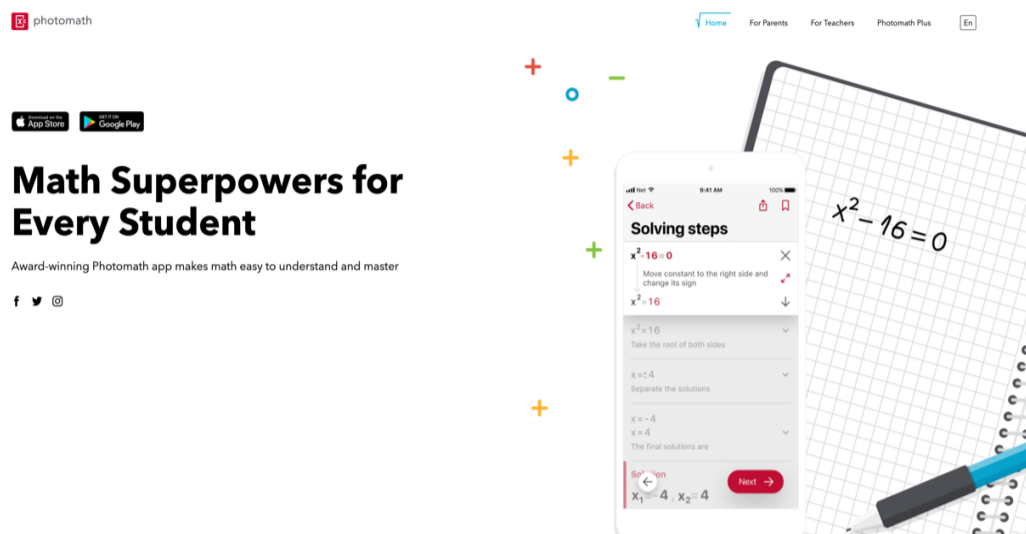 photomath
Home
For Parents
For Teachers
Photomath Plus
En
Download on the
App Store
GET IT ON
Google Play
Math Superpowers for
Every Student
Award-winning Photomath app makes math easy to understand and master
Net
9:41 AM
100%
Back
Solving steps
x²-16=0
Move constant to the right side and
change its sign
x²=16
x²=16
Take the root of both sides
x=±4
Separate the solutions
x=-4
x=4
The final solutions are
Solution
Next
x₁=-4, x₂=4
x²-16=0